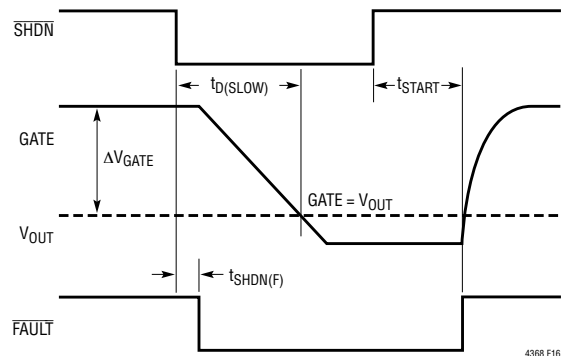 SHDN
tD(SLOW)
tSTART
GATE
ΔVGATE
GATE = VOUT
VOUT
tSHDN(F)
FAULT
4368 F16